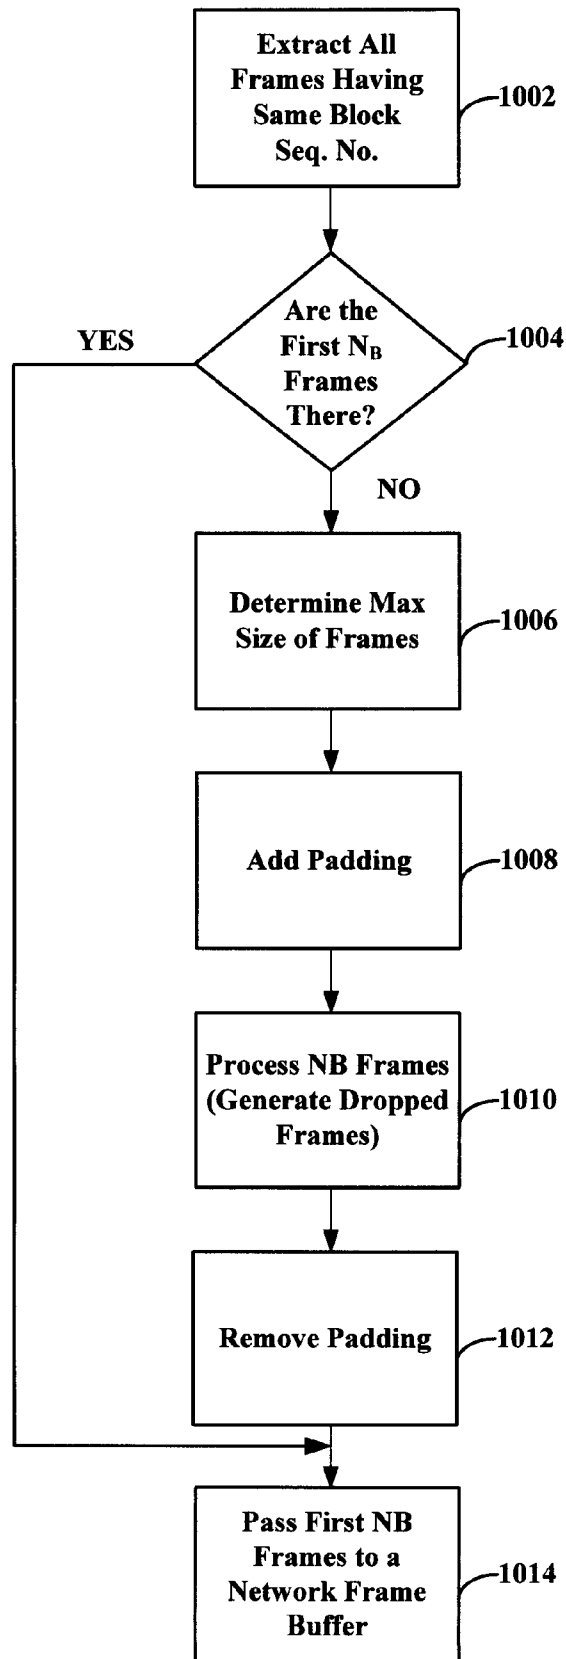 Extract All
Frames Having
Same Block
Seq. No.
1002
Are the
First N_B
Frames
There?
1004
YES
NO
Determine Max
Size of Frames
1006
Add Padding
1008
Process NB Frames
(Generate Dropped
Frames)
1010
Remove Padding
1012
Pass First NB
Frames to a
Network Frame
Buffer
1014